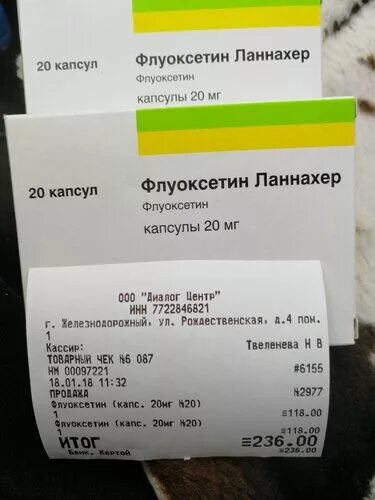 20 капсул
Флуоксетин Ланнахер
Флуоксетин
капсулы 20 мг
20 капсул
Флуоксетин Ланнахер
Флуоксетин
капсулы 20 мг
ООО "Диалог Центр"
ИНН 7722846821
г. Железнодорожный, ул. Рождественская, д.4 пом.
1
Кассир: Твеленева Н В
ТОВАРНЫЙ ЧЕК №6 087
НМ 00097221 #6155
18.01.18 11:32
ПРОДАЖА №2977
Флуоксетин (капс. 20мг №20)
1 ≡118.00
Флуоксетин (капс. 20мг №20)
1 ≡118.00
ИТОГ ≡236.00
Банк. Картой ≡236.00